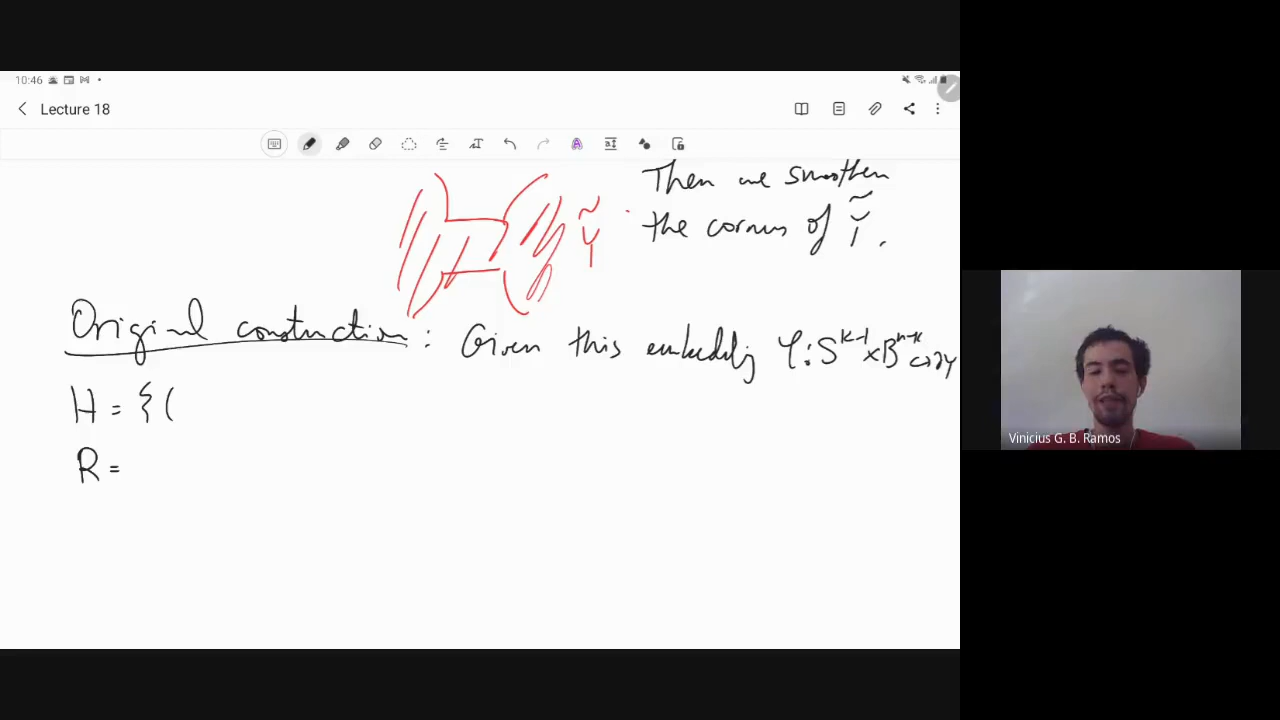 10:46
Lecture 18
Then we smoothen
the corners of Ỹ.
Ỹ
Original construction: Given this embedding φ: S^{k-1}×B^{n-k}↪∂Y
H = {(
R =
Vinicius G. B. Ramos